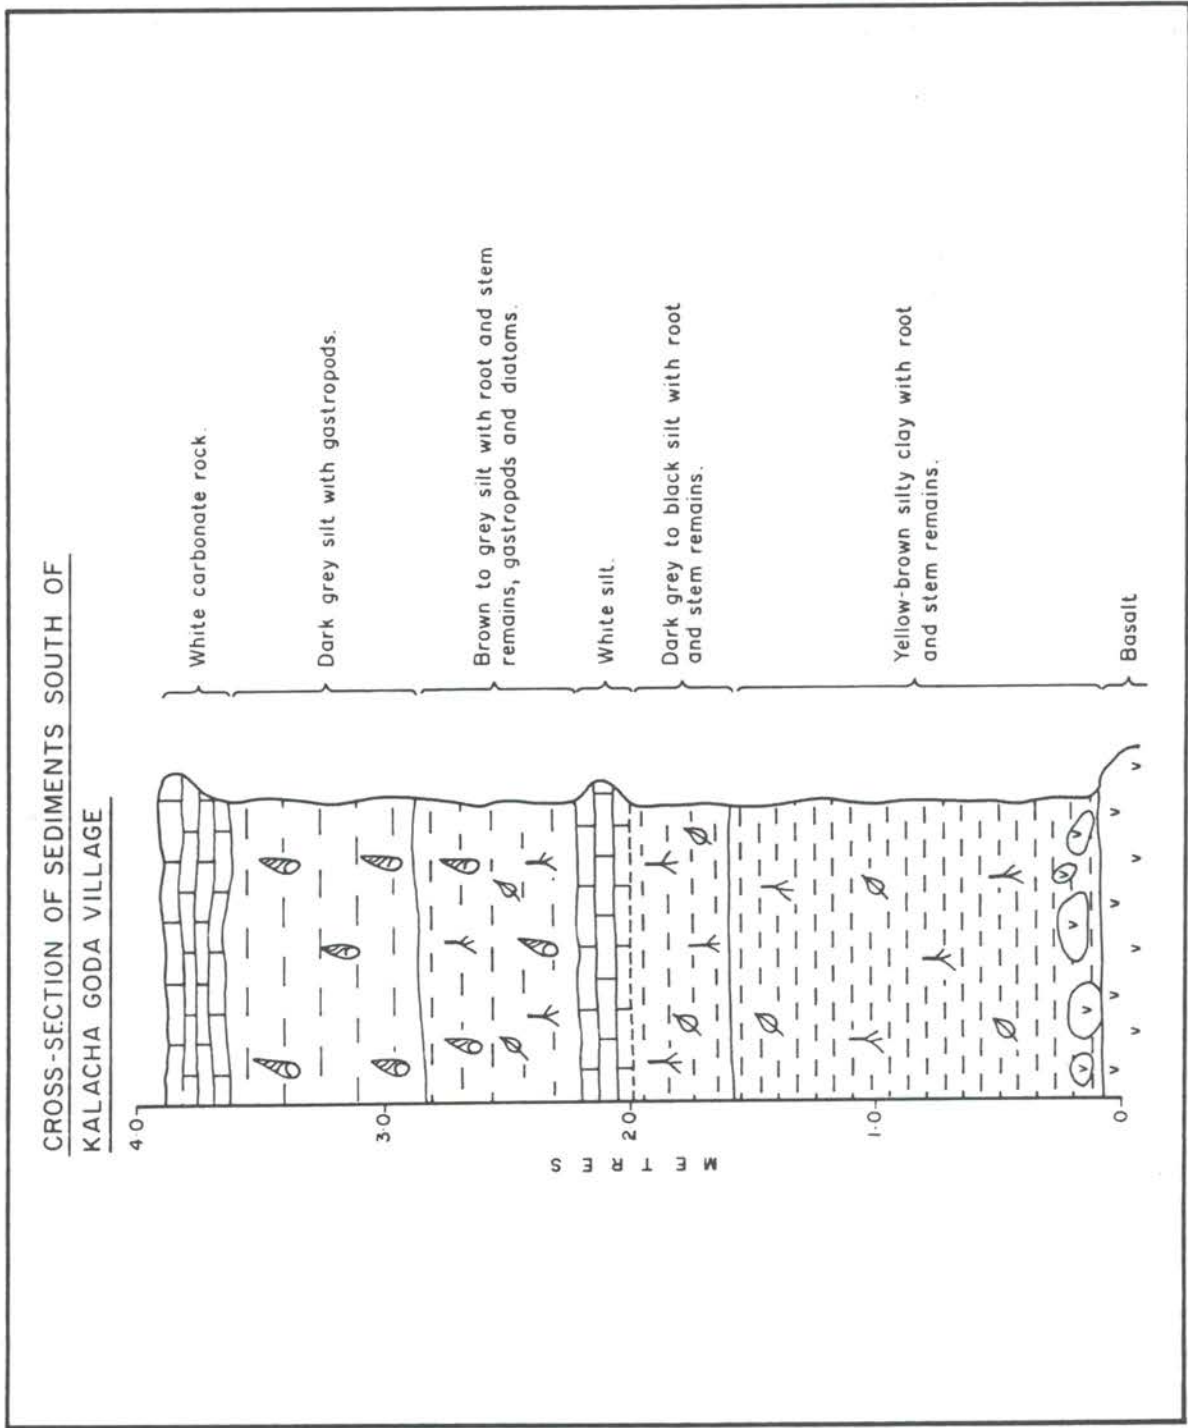 CROSS-SECTION OF SEDIMENTS SOUTH OF
KALACHA GODA VILLAGE
4·0
3·0
2·0
1·0
0
METRES
White carbonate rock.
Dark grey silt with gastropods.
Brown to grey silt with root and stem
remains, gastropods and diatoms.
White silt.
Dark grey to black silt with root
and stem remains.
Yellow-brown silty clay with root
and stem remains.
Basalt